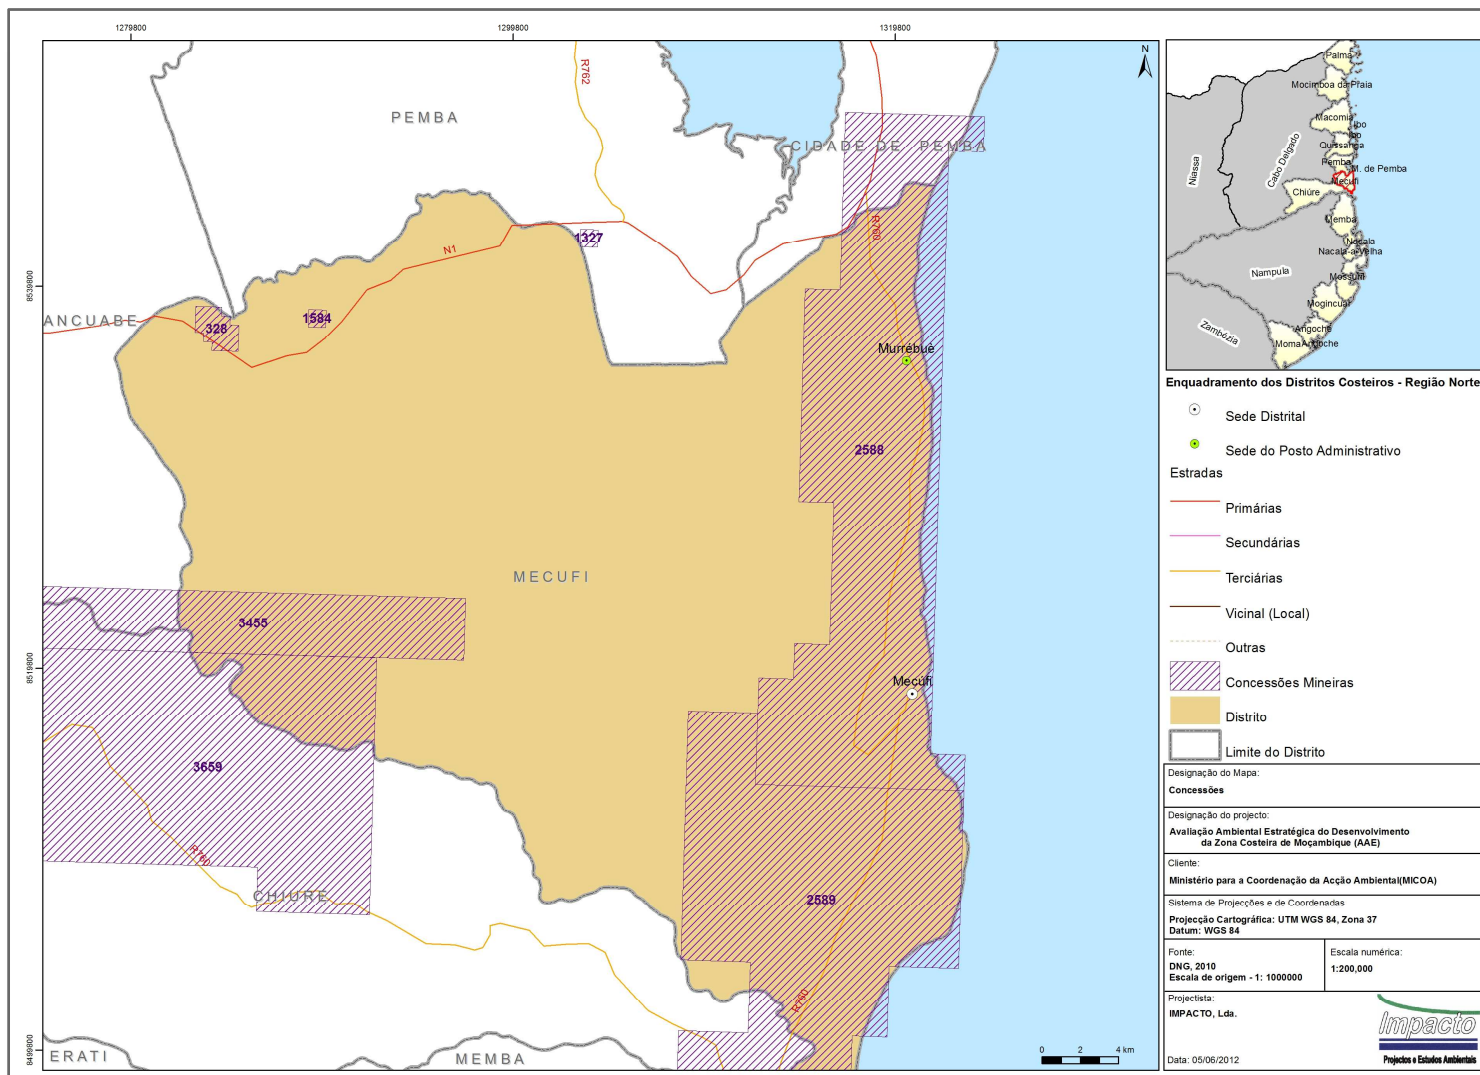 1279800
1299800
1319800
8539800
8519800
8499800
N
R762
PEMBA
CIDADE DE PEMBA
R760
N1
1327
ANCUABE
328
1584
Murrébuè
2588
MECUFI
3455
Mecúfi
3659
R760
CHIURE
2589
R760
ERATI
MEMBA
0 2 4 km
Palma
Mocimboa da Praia
Macomia
Ibo
Ibo
Quissanga
Pemba
M. de Pemba
Mecufi
Chiúre
Niassa
Cabo Delgado
Memba
Nacala
Nacala-a-Velha
Nampula
Mossuril
Mogincual
Zambézia
Angoche
Moma
Angoche
Enquadramento dos Distritos Costeiros - Região Norte
Sede Distrital
Sede do Posto Administrativo
Estradas
Primárias
Secundárias
Terciárias
Vicinal (Local)
Outras
Concessões Mineiras
Distrito
Limite do Distrito
Designação do Mapa:
Concessões
Designação do projecto:
Avaliação Ambiental Estratégica do Desenvolvimento
da Zona Costeira de Moçambique (AAE)
Cliente:
Ministério para a Coordenação da Acção Ambiental(MICOA)
Sistema de Projecções e de Coordenadas
Projecção Cartográfica: UTM WGS 84, Zona 37
Datum: WGS 84
Fonte:
DNG, 2010
Escala de origem - 1: 1000000
Escala numérica:
1:200,000
Projectista:
IMPACTO, Lda.
Data: 05/06/2012
Impacto
Projectos e Estudos Ambientais